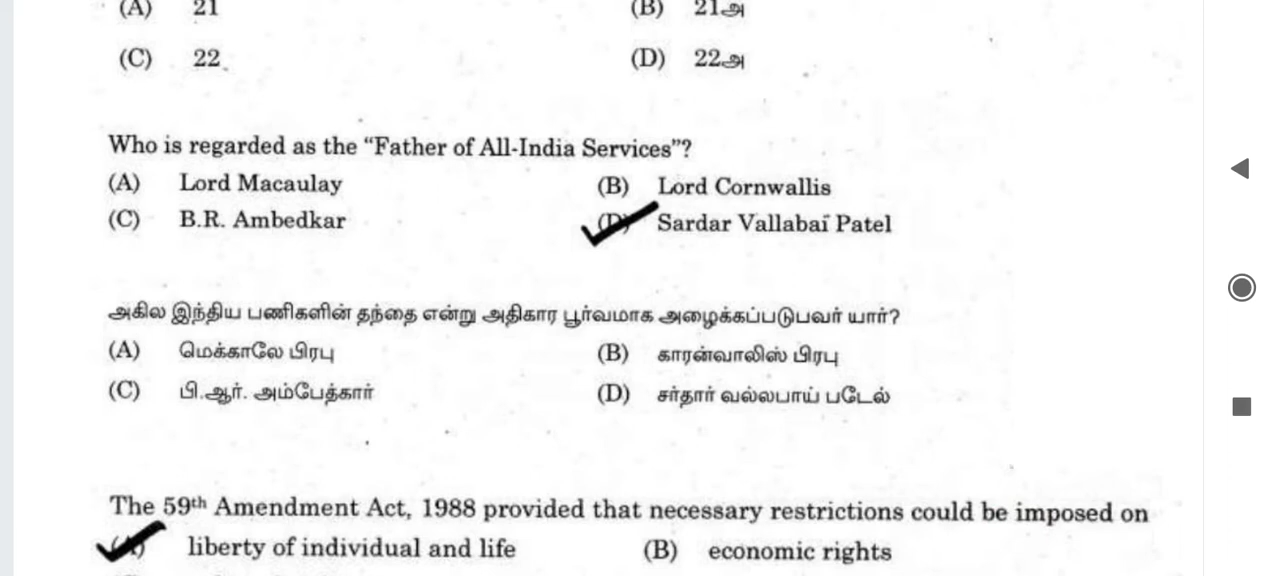 (A) 21 (B) 21அ
(C) 22 (D) 22அ
Who is regarded as the “Father of All-India Services”?
(A) Lord Macaulay (B) Lord Cornwallis
(C) B.R. Ambedkar (D) Sardar Vallabai Patel
அகில இந்திய பணிகளின் தந்தை என்று அதிகார பூர்வமாக அழைக்கப்படுபவர் யார்?
(A) மெக்காலே பிரபு (B) காரன்வாலிஸ் பிரபு
(C) பி.ஆர். அம்பேத்கார் (D) சர்தார் வல்லபாய் படேல்
The 59th Amendment Act, 1988 provided that necessary restrictions could be imposed on
(A) liberty of individual and life (B) economic rights